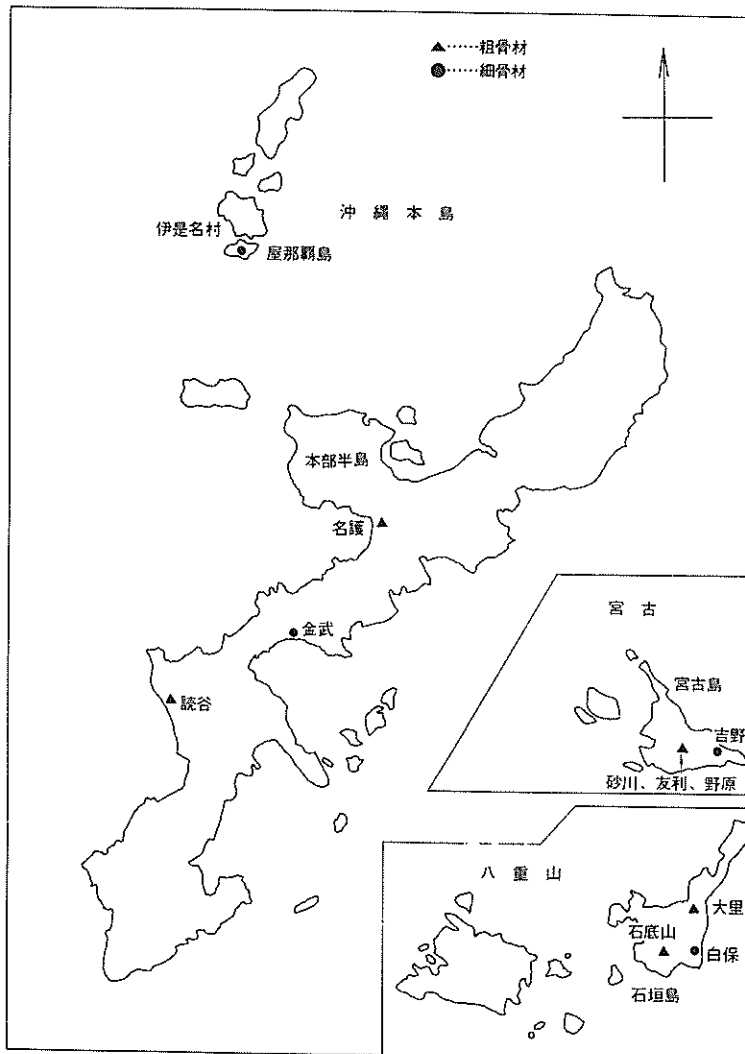 ▲……粗骨材
●……細骨材
沖縄本島
伊是名村
屋那覇島
本部半島
名護
金武
読谷
宮古
宮古島
吉野
砂川、友利、野原
八重山
大里
石底山
白保
石垣島